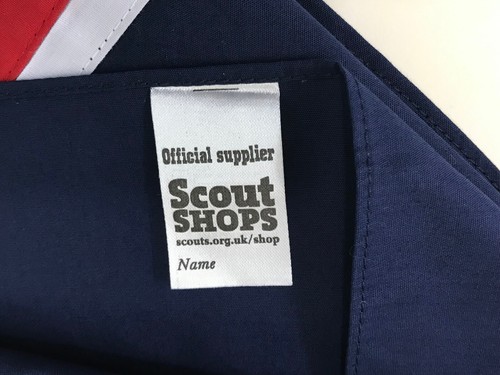 Official supplier
Scout
SHOPS
scouts.org.uk/shop
Name